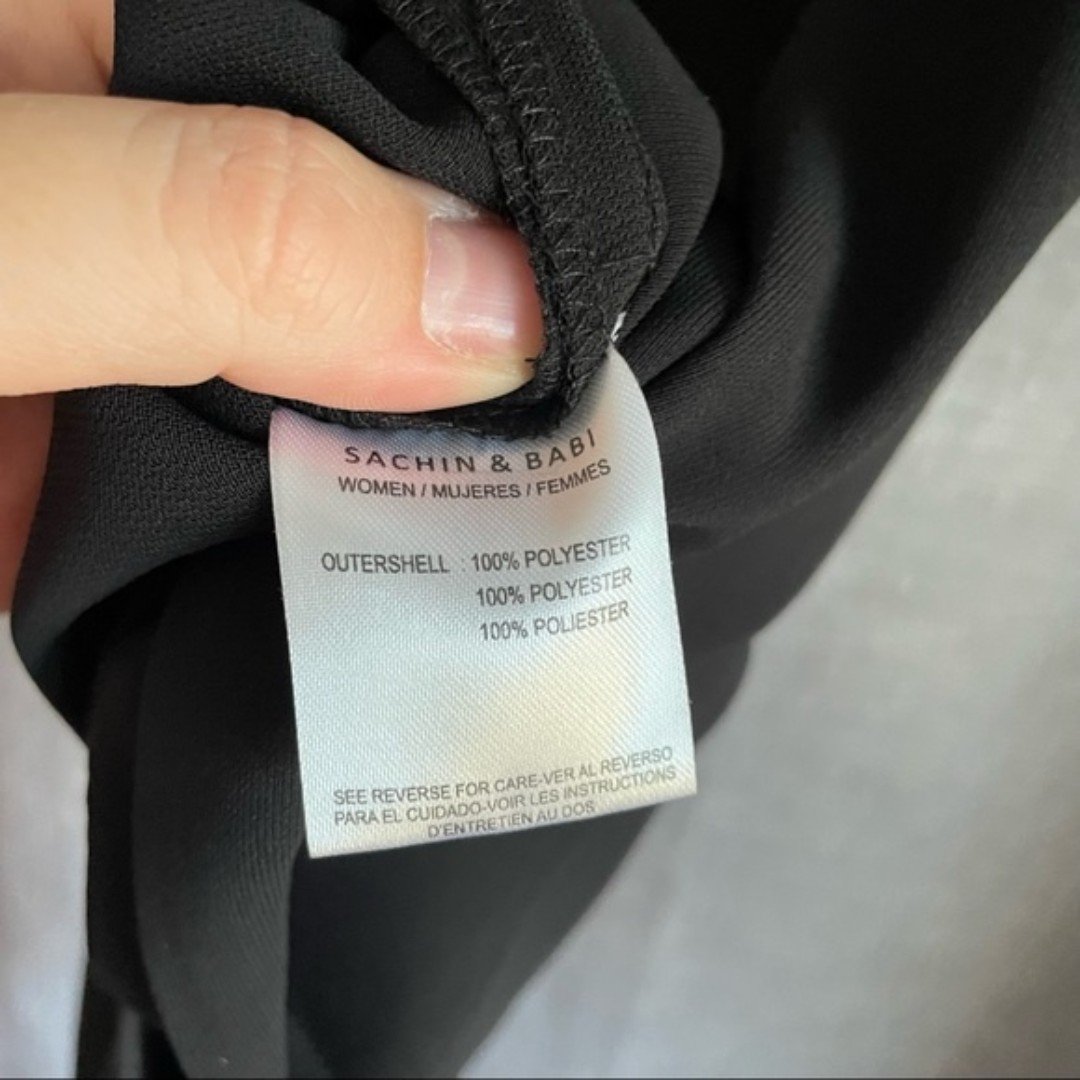 SACHIN & BABI
WOMEN / MUJERES / FEMMES
OUTERSHELL : 100% POLYESTER
100% POLYESTER
100% POLIESTER
SEE REVERSE FOR CARE-VER AL REVERSO
PARA EL CUIDADO-VOIR LES INSTRUCTIONS
D'ENTRETIEN AU DOS